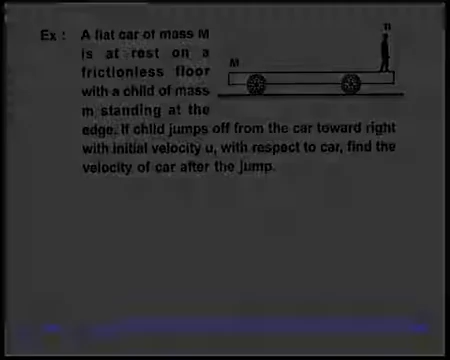 Ex : A flat car of mass M
is at rest on a
frictionless floor
with a child of mass
m standing at the
edge. If child jumps off from the car toward right
with initial velocity u, with respect to car, find the
velocity of car after the jump.
M